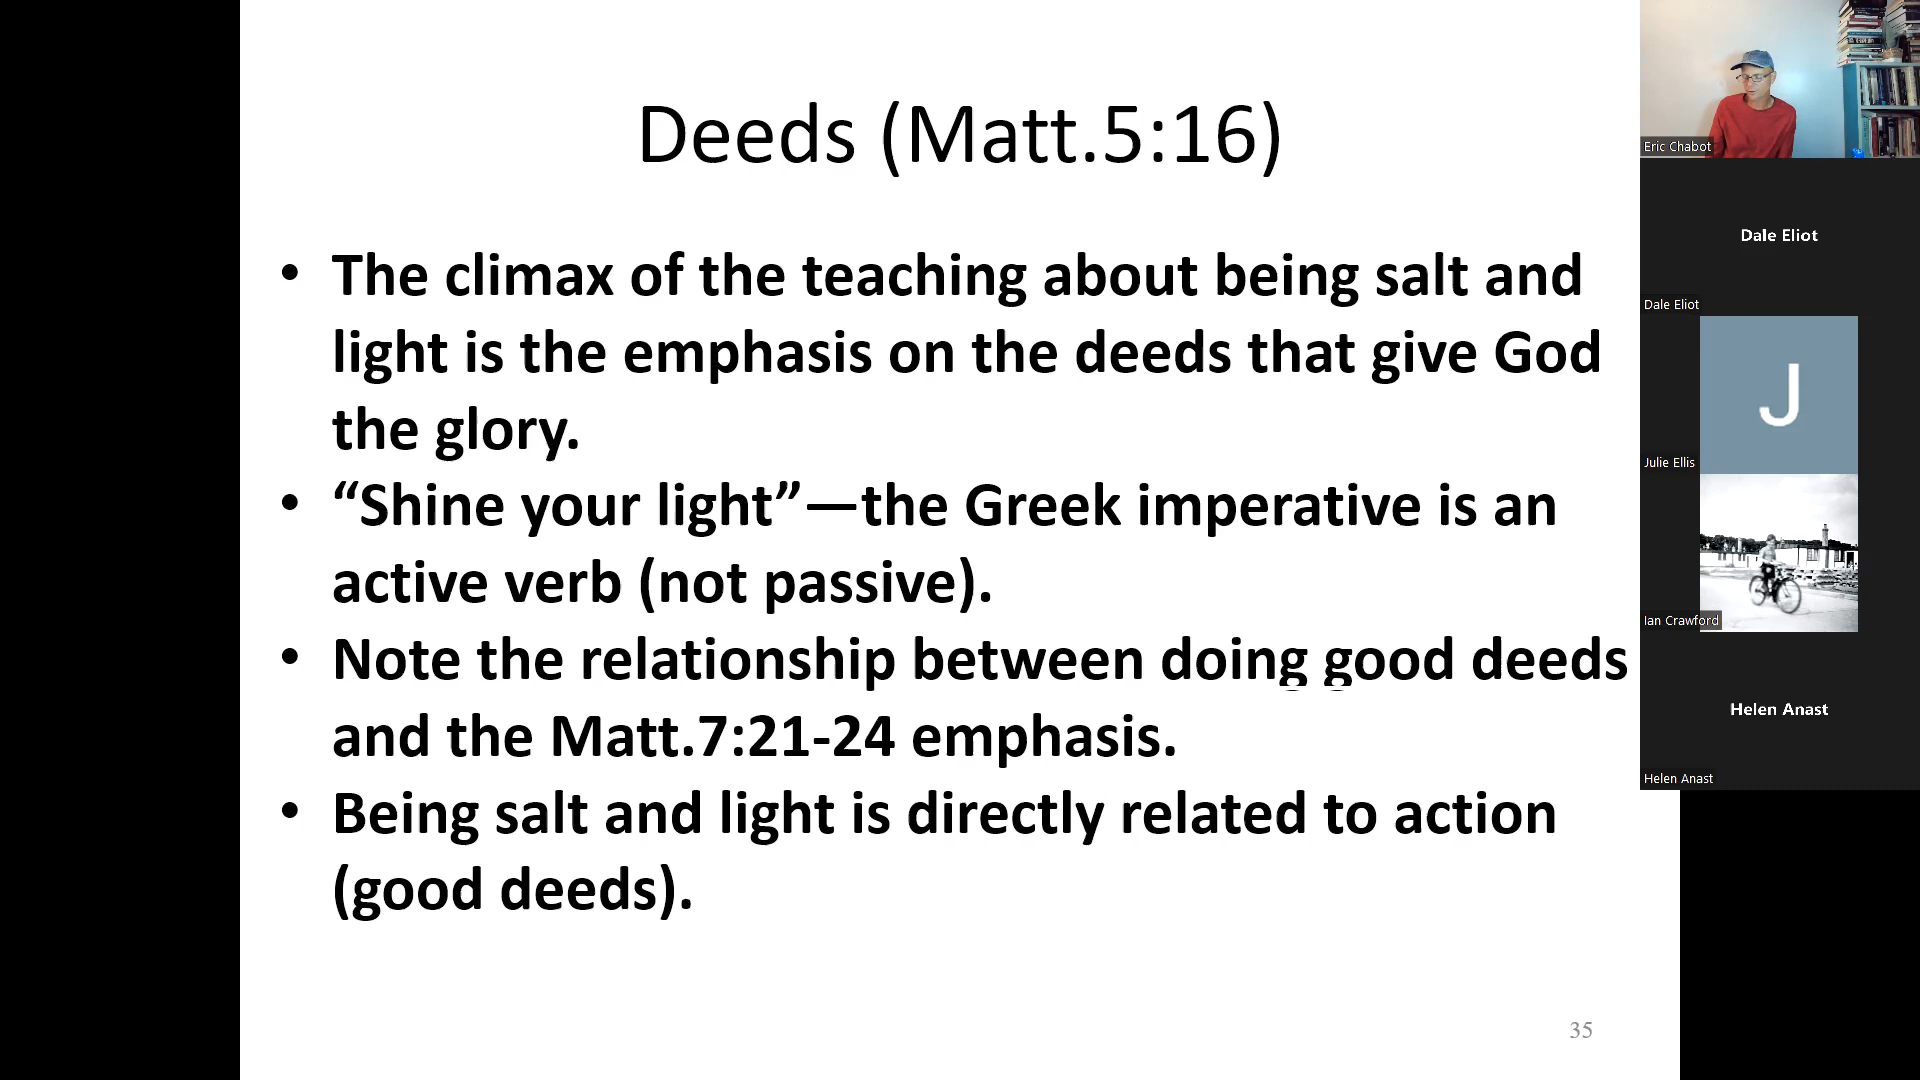 Deeds (Matt.5:16)
• The climax of the teaching about being salt and
light is the emphasis on the deeds that give God
the glory.
• “Shine your light”—the Greek imperative is an
active verb (not passive).
• Note the relationship between doing good deeds
and the Matt.7:21-24 emphasis.
• Being salt and light is directly related to action
(good deeds).
35
Eric Chabot
Dale Eliot
Dale Eliot
J
Julie Ellis
Ian Crawford
Helen Anast
Helen Anast